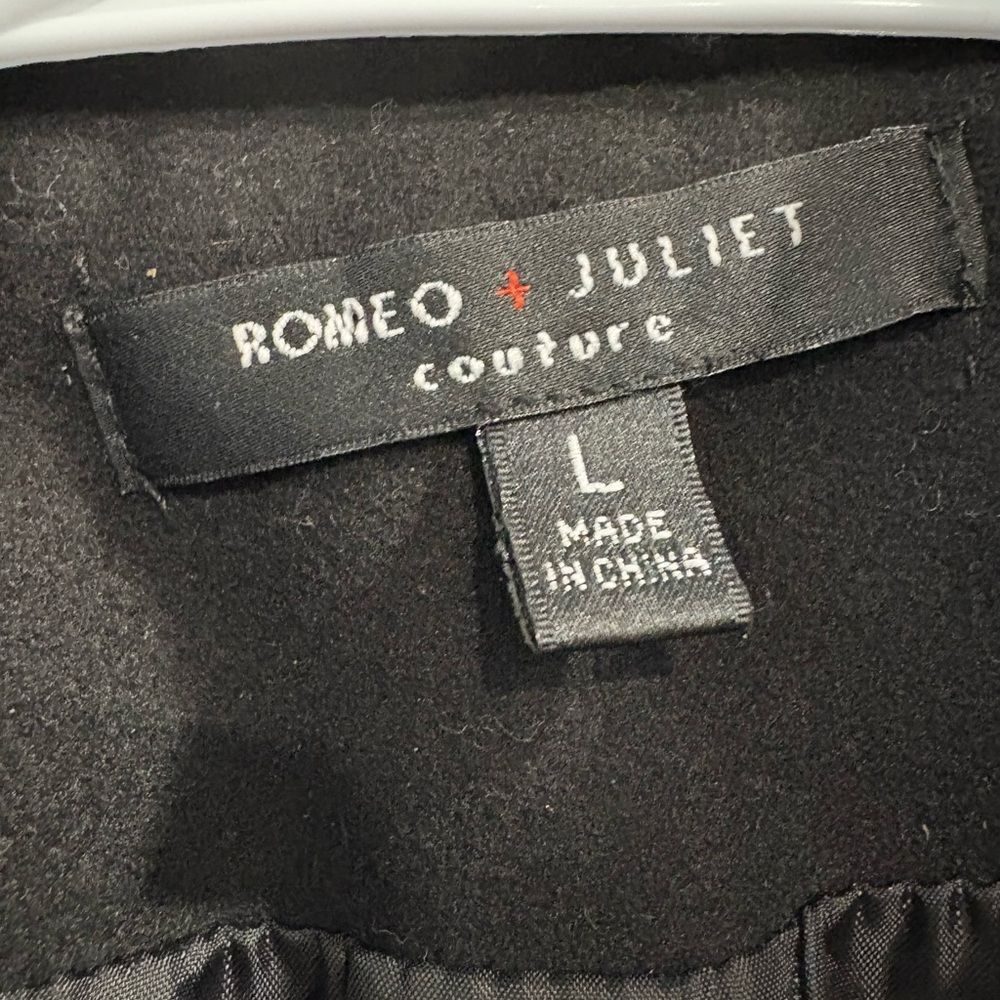 ROMEO + JULIET
couture
L
MADE
IN CHINA